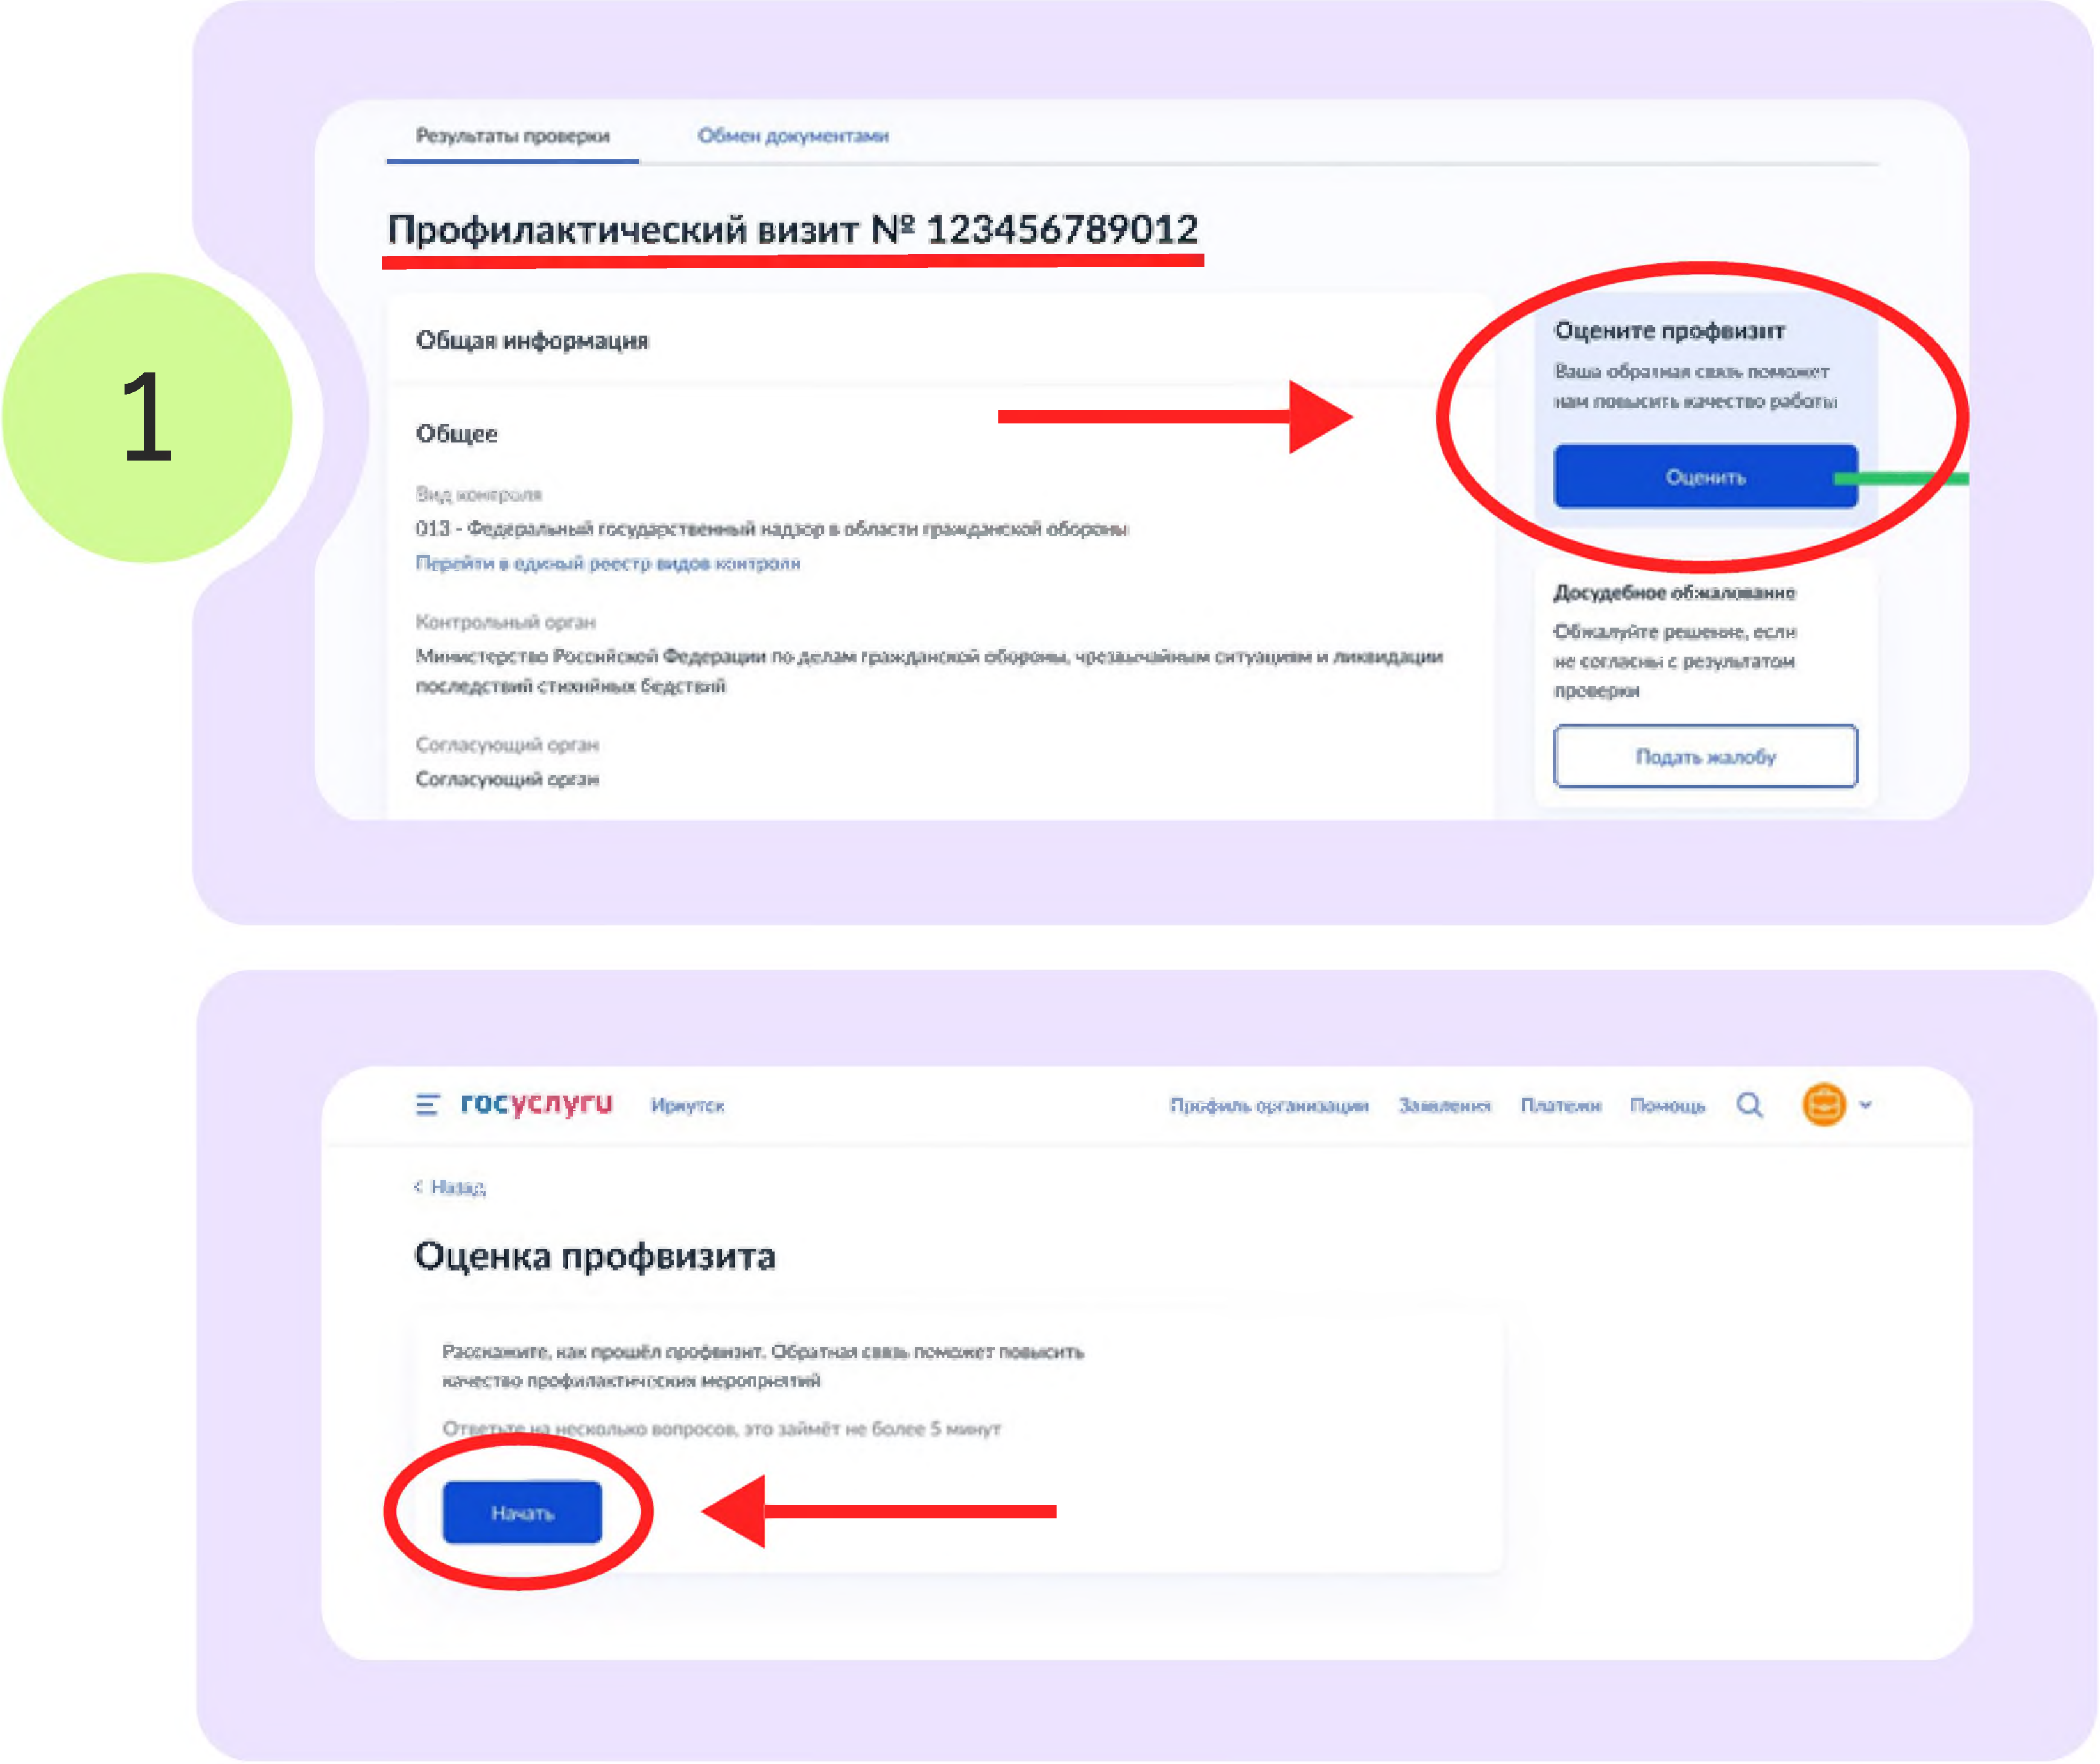 Результаты проверки
Обмен документами
Профилактический визит № 123456789012
1
Общая информация
Общее
Вид контроля
013 - Федеральный государственный надзор в области гражданской обороны
Перейти в единый реестр видов контроля
Контрольный орган
Министерство Российской Федерации по делам гражданской обороны, чрезвычайным ситуациям и ликвидации
последствий стихийных бедствий
Согласующий орган
Согласующий орган
Оцените профвизит
Ваша обратная связь поможет
нам повысить качество работы
Оценить
Досудебное обжалование
Обжалуйте решение, если
не согласны с результатом
проверки
Подать жалобу
госуслуги
Иркутск
Профиль организации
Заявления
Платежи
Помощь
< Назад
Оценка профвизита
Расскажите, как прошёл профвизит. Обратная связь поможет повысить
качество профилактических мероприятий
Ответьте на несколько вопросов, это займёт не более 5 минут
Начать